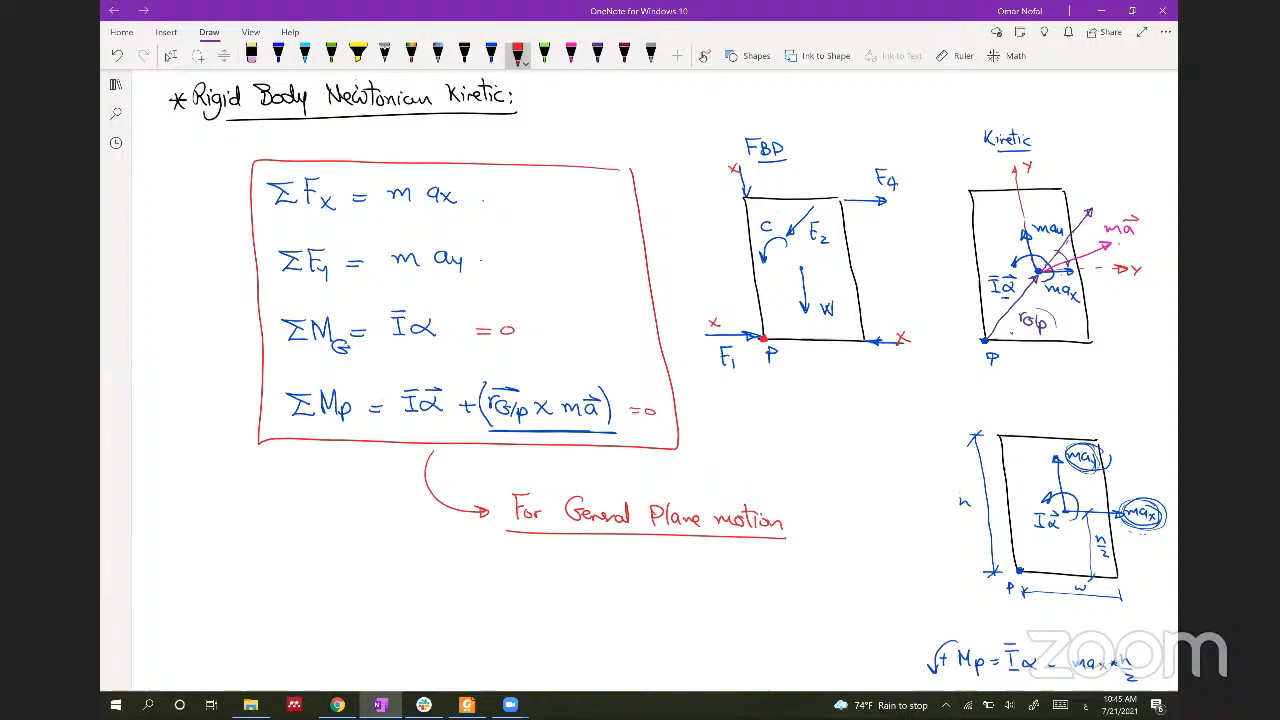 OneNote for Windows 10
Omar Nofal
Home Insert Draw View Help
Share
Shapes Ink to Shape Ink to Text Ruler Math
* Rigid Body Newtonian Kinetic:
ΣFx = m ax
ΣFy = m ay
ΣMG = Īα = 0
ΣMp = Īα⃗ + (r⃗G/p × ma⃗) = 0
For General Plane motion
FBD
x
F4
C
F2
W
x
F1
P
x
Kinetic
Y
may
ma⃗
Īα⃗
max
Y
rG/p
P
may
h
Īα⃗
max
h/2
P
w
+ Mp = Īα - max * h/2
zoom
74°F Rain to stop
10:45 AM
7/21/2021
6